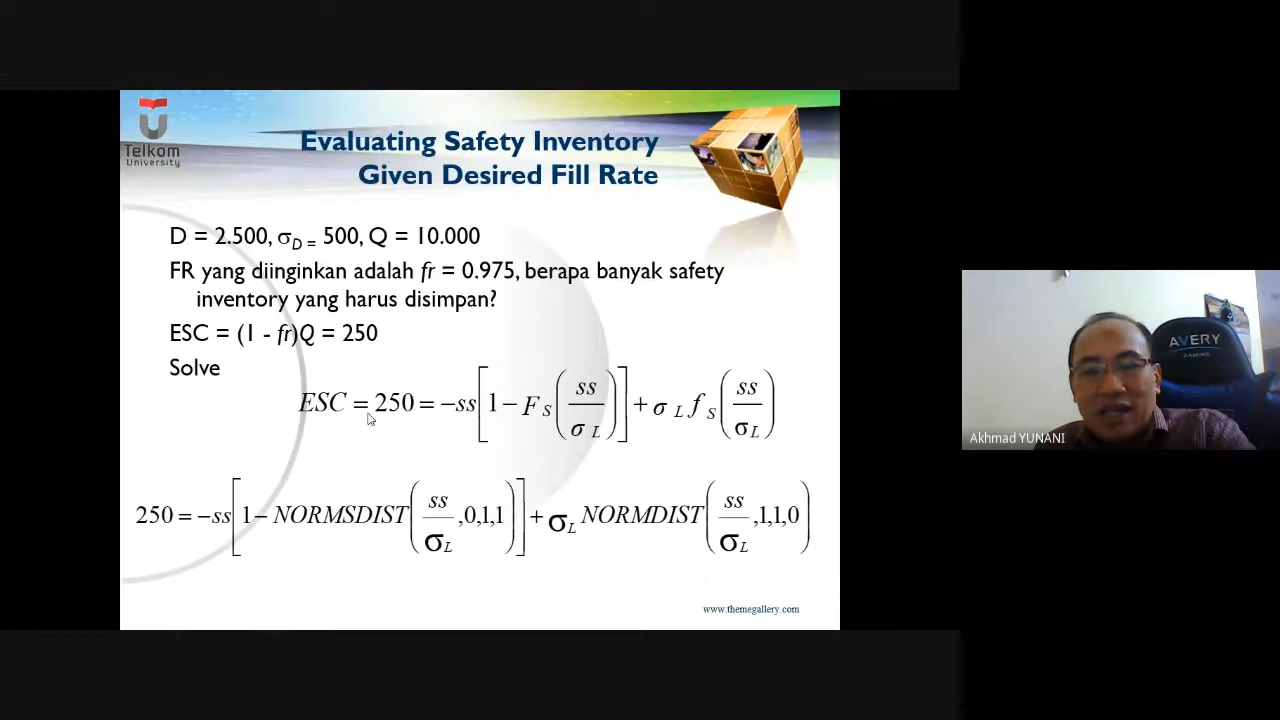 Telkom
University
Evaluating Safety Inventory
Given Desired Fill Rate
D = 2.500, σD = 500, Q = 10.000
FR yang diinginkan adalah fr = 0.975, berapa banyak safety
inventory yang harus disimpan?
ESC = (1 - fr)Q = 250
Solve
ESC = 250 = -ss[1 - FS(ss/σL)] + σL fS(ss/σL)
250 = -ss[1 - NORMSDIST(ss/σL,0,1,1)] + σL NORMDIST(ss/σL,1,1,0)
www.themegallery.com
AVERY
GAMING
Akhmad YUNANI